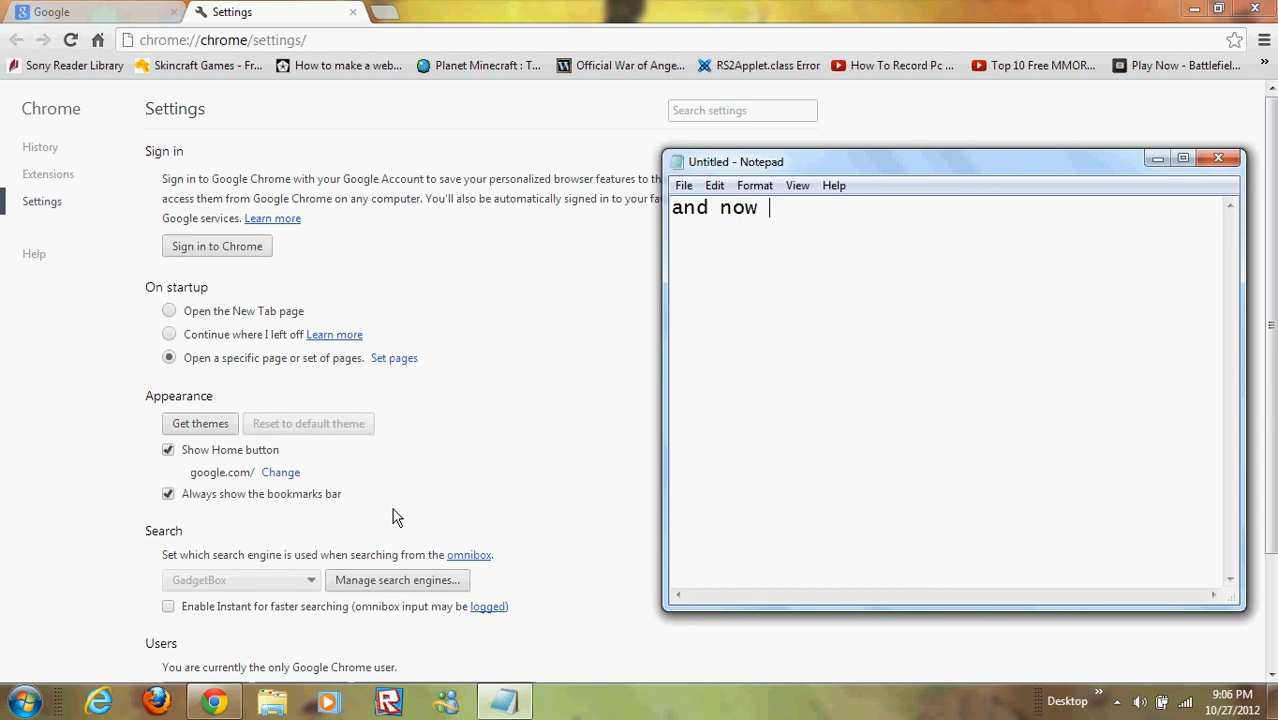 Google
Settings
chrome://chrome/settings/
Sony Reader Library
Skincraft Games - Fr...
How to make a web...
Planet Minecraft : T...
Official War of Ange...
RS2Applet.class Error
How To Record Pc ...
Top 10 Free MMOR...
Play Now - Battlefiel...
Chrome
Settings
Search settings
History
Extensions
Settings
Help
Sign in
Sign in to Google Chrome with your Google Account to save your personalized browser features to th
access them from Google Chrome on any computer. You'll also be automatically signed in to your fav
Google services. Learn more
Sign in to Chrome
On startup
Open the New Tab page
Continue where I left off Learn more
Open a specific page or set of pages. Set pages
Appearance
Get themes
Reset to default theme
Show Home button
google.com/ Change
Always show the bookmarks bar
Search
Set which search engine is used when searching from the omnibox.
GadgetBox
Manage search engines...
Enable Instant for faster searching (omnibox input may be logged)
Users
You are currently the only Google Chrome user.
Untitled - Notepad
File Edit Format View Help
and now
Desktop
9:06 PM
10/27/2012